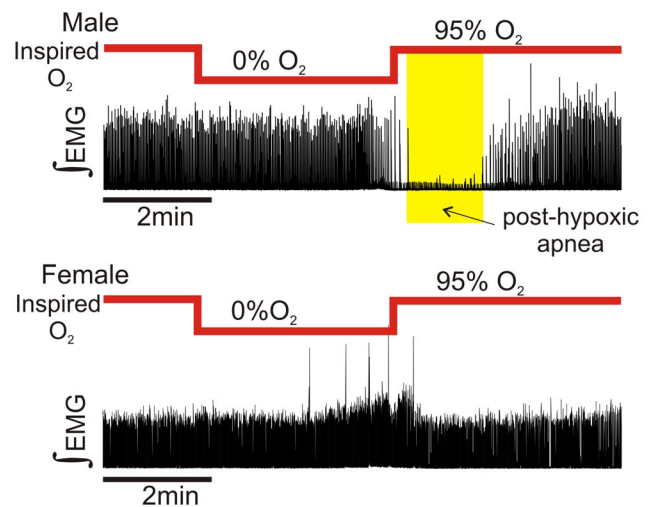 Male
Inspired
O₂
0% O₂
95% O₂
∫EMG
2min
post-hypoxic
apnea
Female
Inspired
O₂
0%O₂
95% O₂
∫EMG
2min